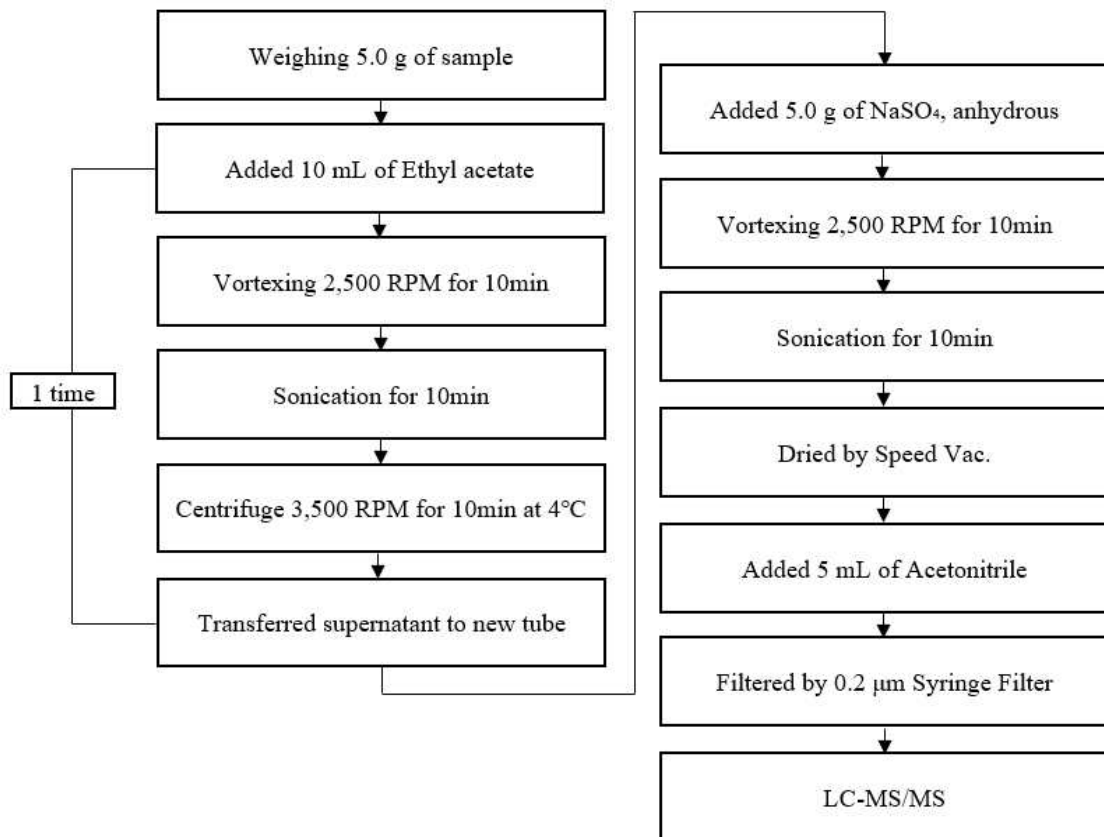 Weighing 5.0 g of sample
Added 10 mL of Ethyl acetate
Vortexing 2,500 RPM for 10min
1 time
Sonication for 10min
Centrifuge 3,500 RPM for 10min at 4℃
Transferred supernatant to new tube
Added 5.0 g of NaSO₄, anhydrous
Vortexing 2,500 RPM for 10min
Sonication for 10min
Dried by Speed Vac.
Added 5 mL of Acetonitrile
Filtered by 0.2 μm Syringe Filter
LC-MS/MS